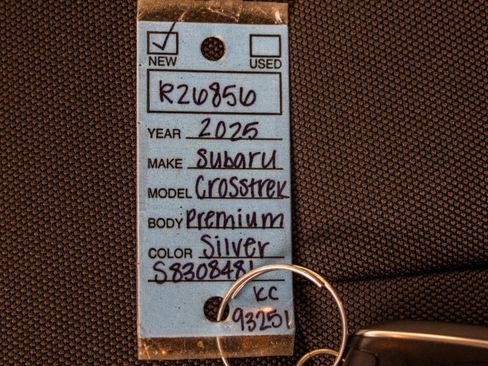 NEW USED
R26856
YEAR 2025
MAKE Subaru
MODEL Crosstrek
BODY Premium
COLOR Silver
S8308481
KC
93251